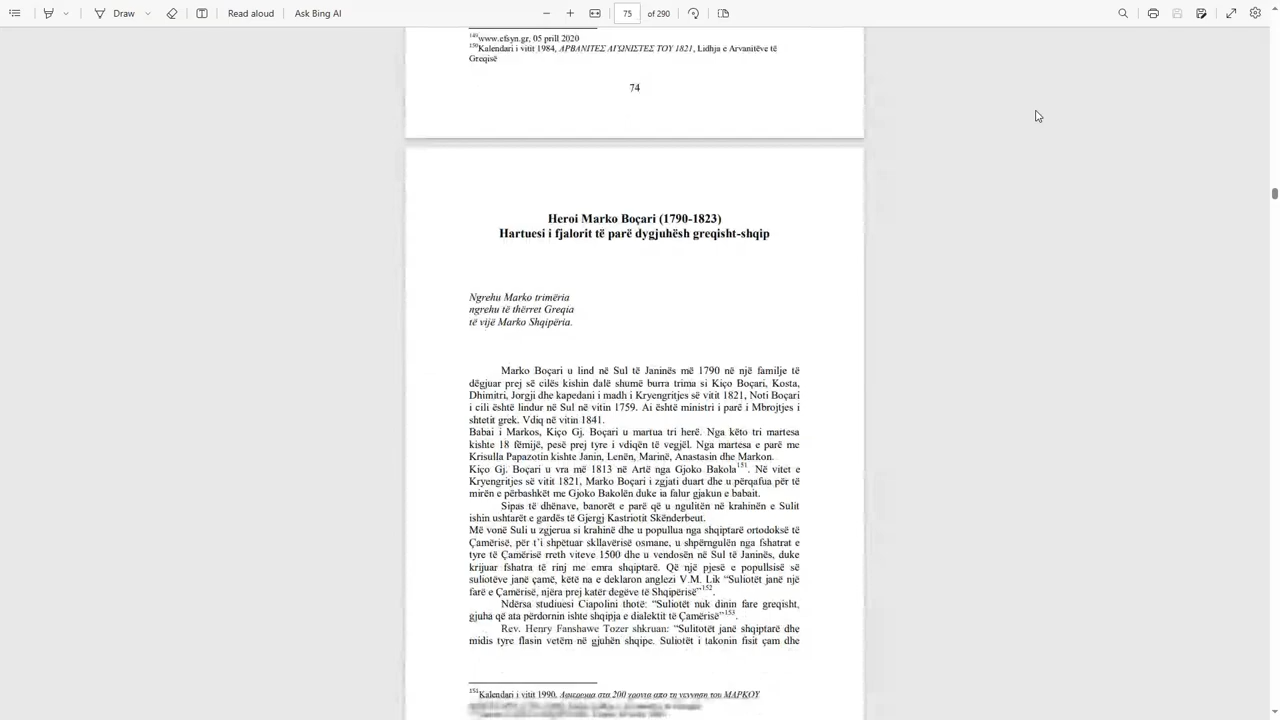 Draw
Read aloud
Ask Bing AI
75 of 290
149www.efsyn.gr, 05 prill 2020
150Kalendari i vitit 1984, ΑΡΒΑΝΙΤΕΣ ΑΓΩΝΙΣΤΕΣ ΤΟΥ 1821, Lidhja e Arvanitëve të
Greqisë
74
Heroi Marko Boçari (1790-1823)
Hartuesi i fjalorit të parë dygjuhësh greqisht-shqip
Ngrehu Marko trimëria
ngrehu të thërret Greqia
të vijë Marko Shqipëria.
Marko Boçari u lind në Sul të Janinës më 1790 në një familje të
dëgjuar prej së cilës kishin dalë shumë burra trima si Kiço Boçari, Kosta,
Dhimitri, Jorgji dhe kapedani i madh i Kryengritjes së vitit 1821, Noti Boçari
i cili është lindur në Sul në vitin 1759. Ai është ministri i parë i Mbrojtjes i
shtetit grek. Vdiq në vitin 1841.
Babai i Markos, Kiço Gj. Boçari u martua tri herë. Nga këto tri martesa
kishte 18 fëmijë, pesë prej tyre i vdiqën të vegjël. Nga martesa e parë me
Krisulla Papazotin kishte Janin, Lenën, Marinë, Anastasin dhe Markon.
Kiço Gj. Boçari u vra më 1813 në Artë nga Gjoko Bakola151. Në vitet e
Kryengritjes së vitit 1821, Marko Boçari i zgjati duart dhe u përqafua për të
mirën e përbashkët me Gjoko Bakolën duke ia falur gjakun e babait.
Sipas të dhënave, banorët e parë që u ngulitën në krahinën e Sulit
ishin ushtarët e gardës të Gjergj Kastriotit Skënderbeut.
Më vonë Suli u zgjerua si krahinë dhe u popullua nga shqiptarë ortodoksë të
Çamërisë, për t’i shpëtuar skllavërisë osmane, u shpërngulën nga fshatrat e
tyre të Çamërisë rreth viteve 1500 dhe u vendosën në Sul të Janinës, duke
krijuar fshatra të rinj me emra shqiptarë. Që një pjesë e popullsisë së
suliotëve janë çamë, këtë na e deklaron anglezi V.M. Lik “Suliotët janë një
farë e Çamërisë, njëra prej katër degëve të Shqipërisë”152.
Ndërsa studiuesi Ciapolini thotë: “Suliotët nuk dinin fare greqisht,
gjuha që ata përdornin ishte shqipja e dialektit të Çamërisë”153.
Rev. Henry Fanshawe Tozer shkruan: “Sulitotët janë shqiptarë dhe
midis tyre flasin vetëm në gjuhën shqipe. Suliotët i takonin fisit çam dhe
151Kalendari i vitit 1990, Αφιερωμα στα 200 χρονια απο τη γεννηση του ΜΑΡΚΟΥ